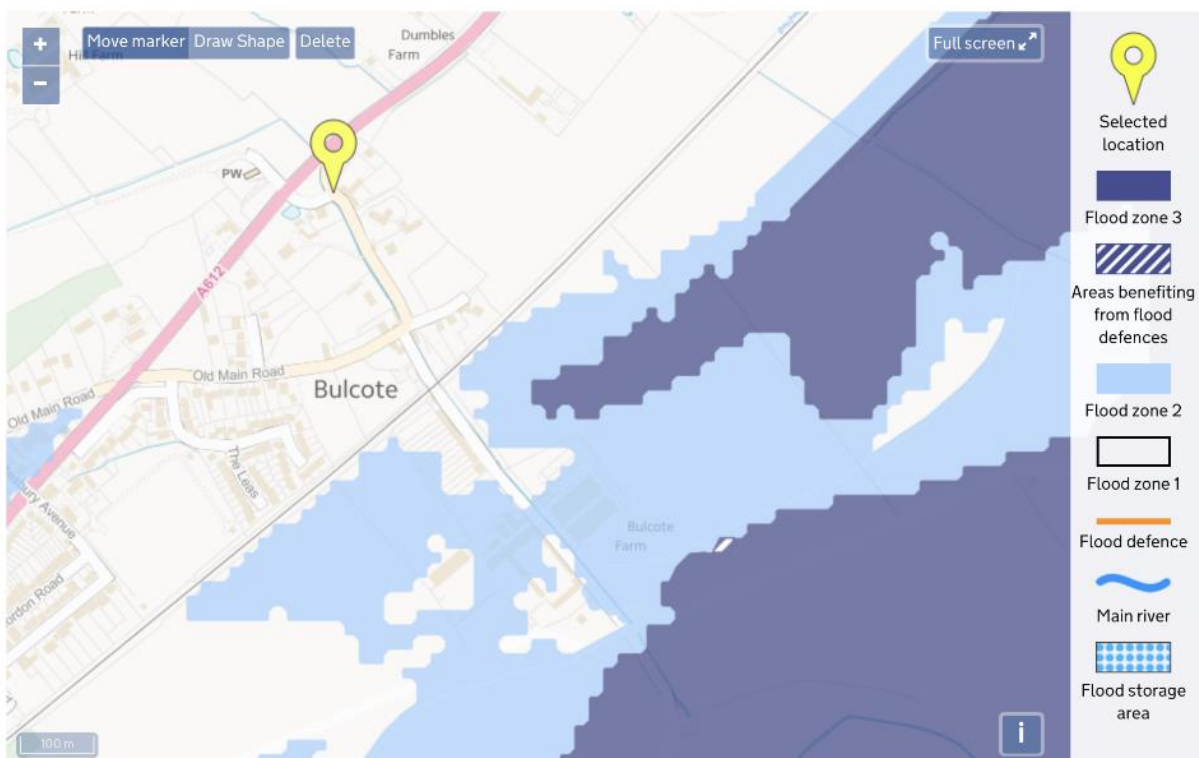 +
Move marker
Draw Shape
Delete
Dumbles
Farm
Full screen
Hill Farm
−
PW
A612
Old Main Road
Bulcote
Old Main Road
The Leas
Bulcote
Farm
100 m
i
Selected
location
Flood zone 3
Areas benefiting
from flood
defences
Flood zone 2
Flood zone 1
Flood defence
Main river
Flood storage
area